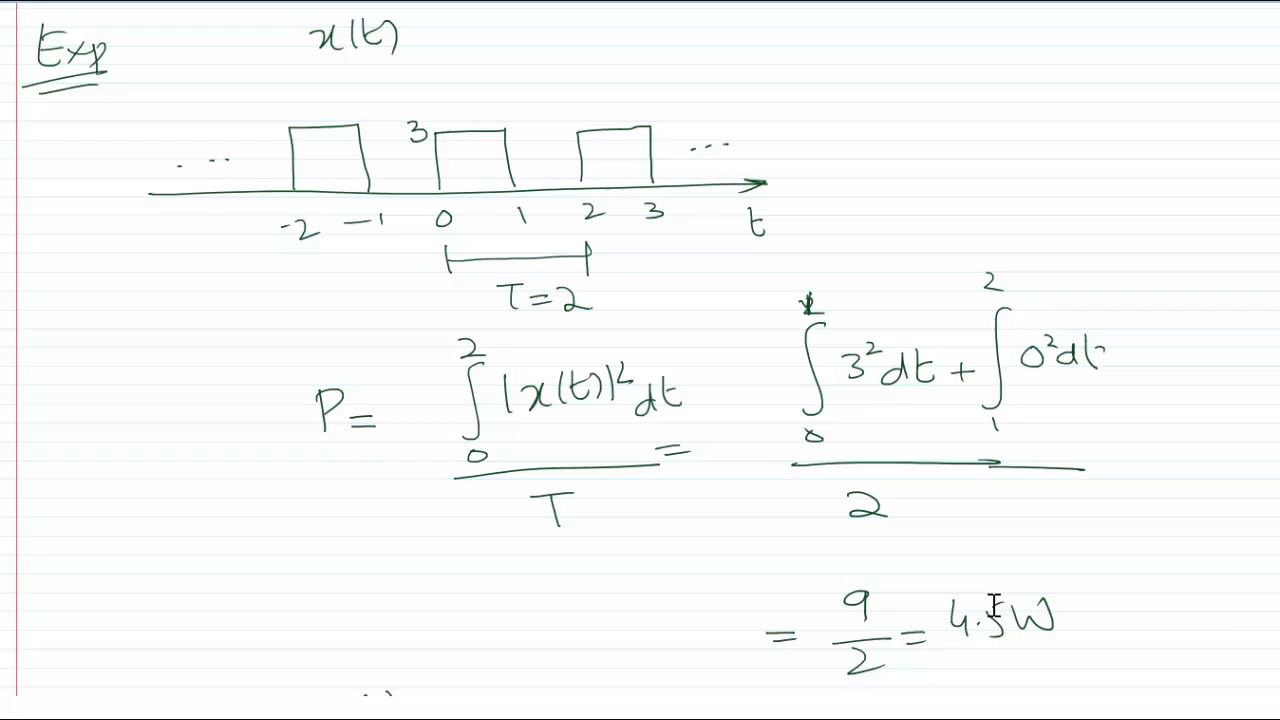 Exp x(t)
... 3 ...
-2 -1 0 1 2 3 t
T=2
P = ∫₀² |x(t)|² dt / T = (∫₀¹ 3² dt + ∫₁² 0² dt) / 2
= 9/2 = 4.5W